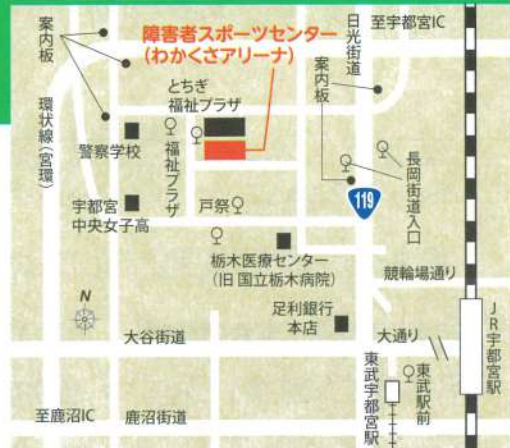 案内板
障害者スポーツセンター
(わかくさアリーナ)
日光街道
至宇都宮IC
案内板
とちぎ
福祉プラザ
環状線(宮環)
警察学校
福祉プラザ
長岡街道入口
119
宇都宮
中央女子高
戸祭
栃木医療センター
(旧 国立栃木病院)
競輪場通り
N
足利銀行
本店
大谷街道
大通り
JR宇都宮駅
東武宇都宮駅
東武駅前
至鹿沼IC
鹿沼街道